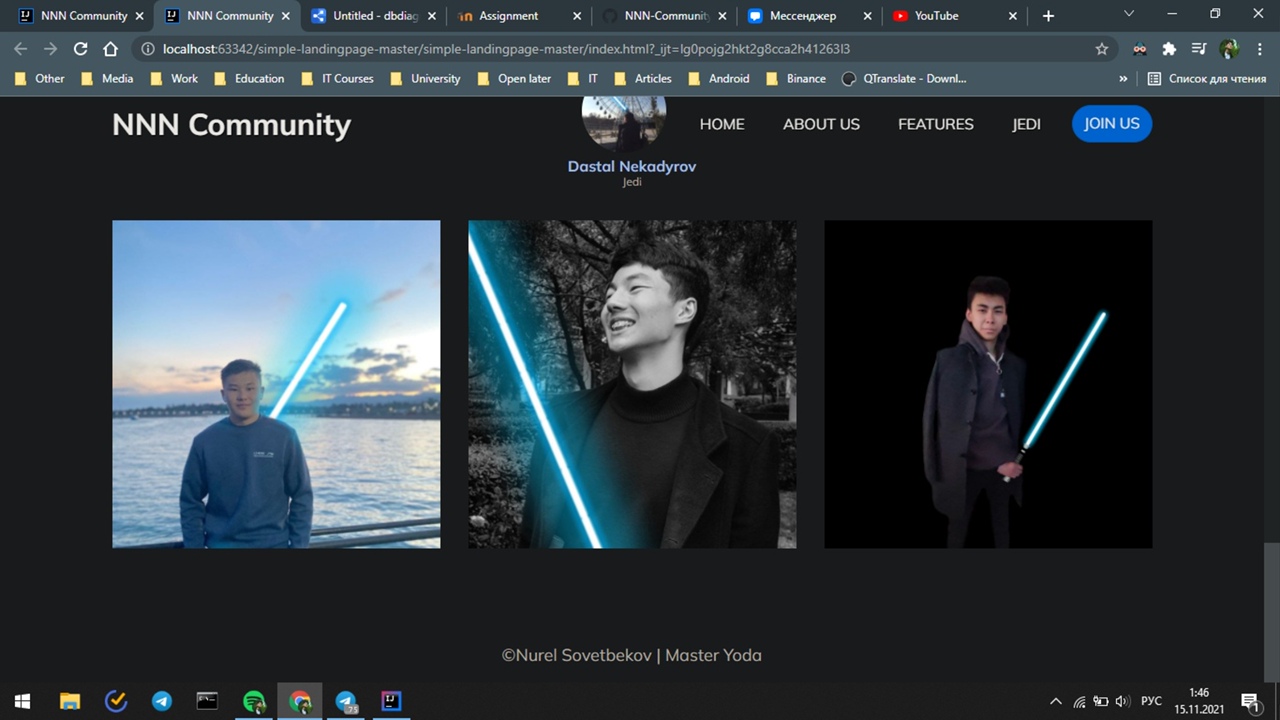 NNN Community
NNN Community
Untitled - dbdiag
Assignment
NNN-Communit
Мессенджер
YouTube
localhost:63342/simple-landingpage-master/simple-landingpage-master/index.html?_ijt=lg0pojg2hkt2g8cca2h41263l3
Other
Media
Work
Education
IT Courses
University
Open later
IT
Articles
Android
Binance
QTranslate - Downl...
»
Список для чтения
NNN Community
HOME
ABOUT US
FEATURES
JEDI
JOIN US
Dastal Nekadyrov
Jedi
©Nurel Sovetbekov | Master Yoda
75
РУС
1:46
15.11.2021
1